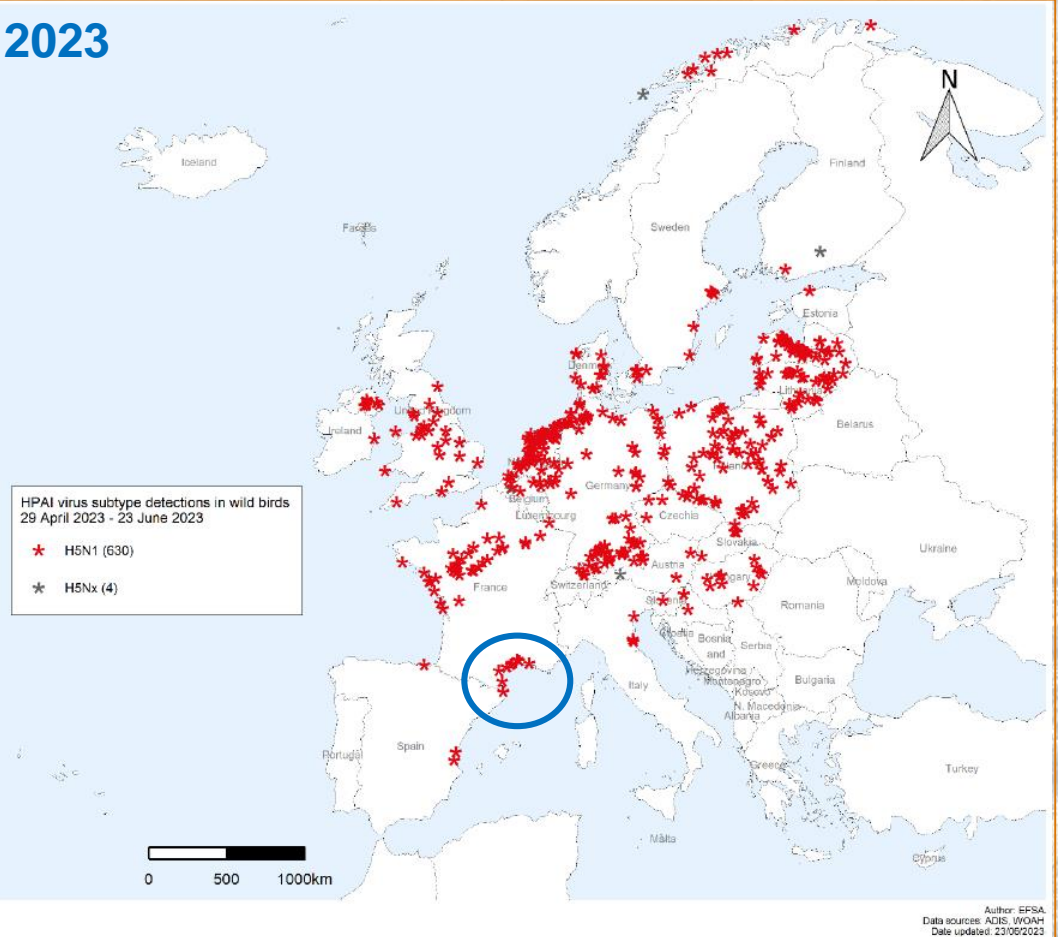 2023
N
Iceland
Finland
Faroes
Sweden
Estonia
Denmark
Lithuania
United Kingdom
Ireland
Belarus
Poland
Germany
Belgium
Luxembourg
Czechia
HPAI virus subtype detections in wild birds
29 April 2023 - 23 June 2023
H5N1 (630)
H5Nx (4)
Slovakia
Ukraine
Austria
France
Switzerland
Hungary
Moldova
Slovenia
Romania
Croatia
Bosnia
and
Herzegovina
Serbia
Montenegro
Kosovo
Bulgaria
Italy
N. Macedonia
Albania
Portugal
Spain
Greece
Turkey
Malta
Cyprus
0 500 1000km
Author: EFSA.
Data sources: ADIS, WOAH
Date updated: 23/06/2023